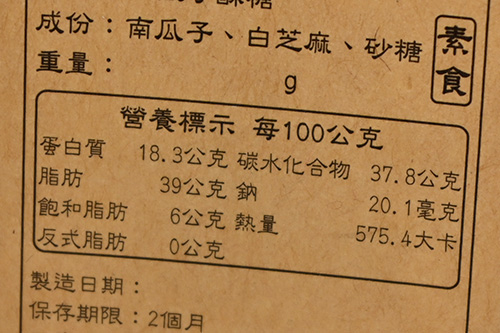 酥糖
成份：南瓜子、白芝麻、砂糖
素食
重量：
g
營養標示 每100公克
蛋白質 18.3公克 碳水化合物 37.8公克
脂肪 39公克 鈉 20.1毫克
飽和脂肪 6公克 熱量 575.4大卡
反式脂肪 0公克
製造日期：
保存期限：2個月